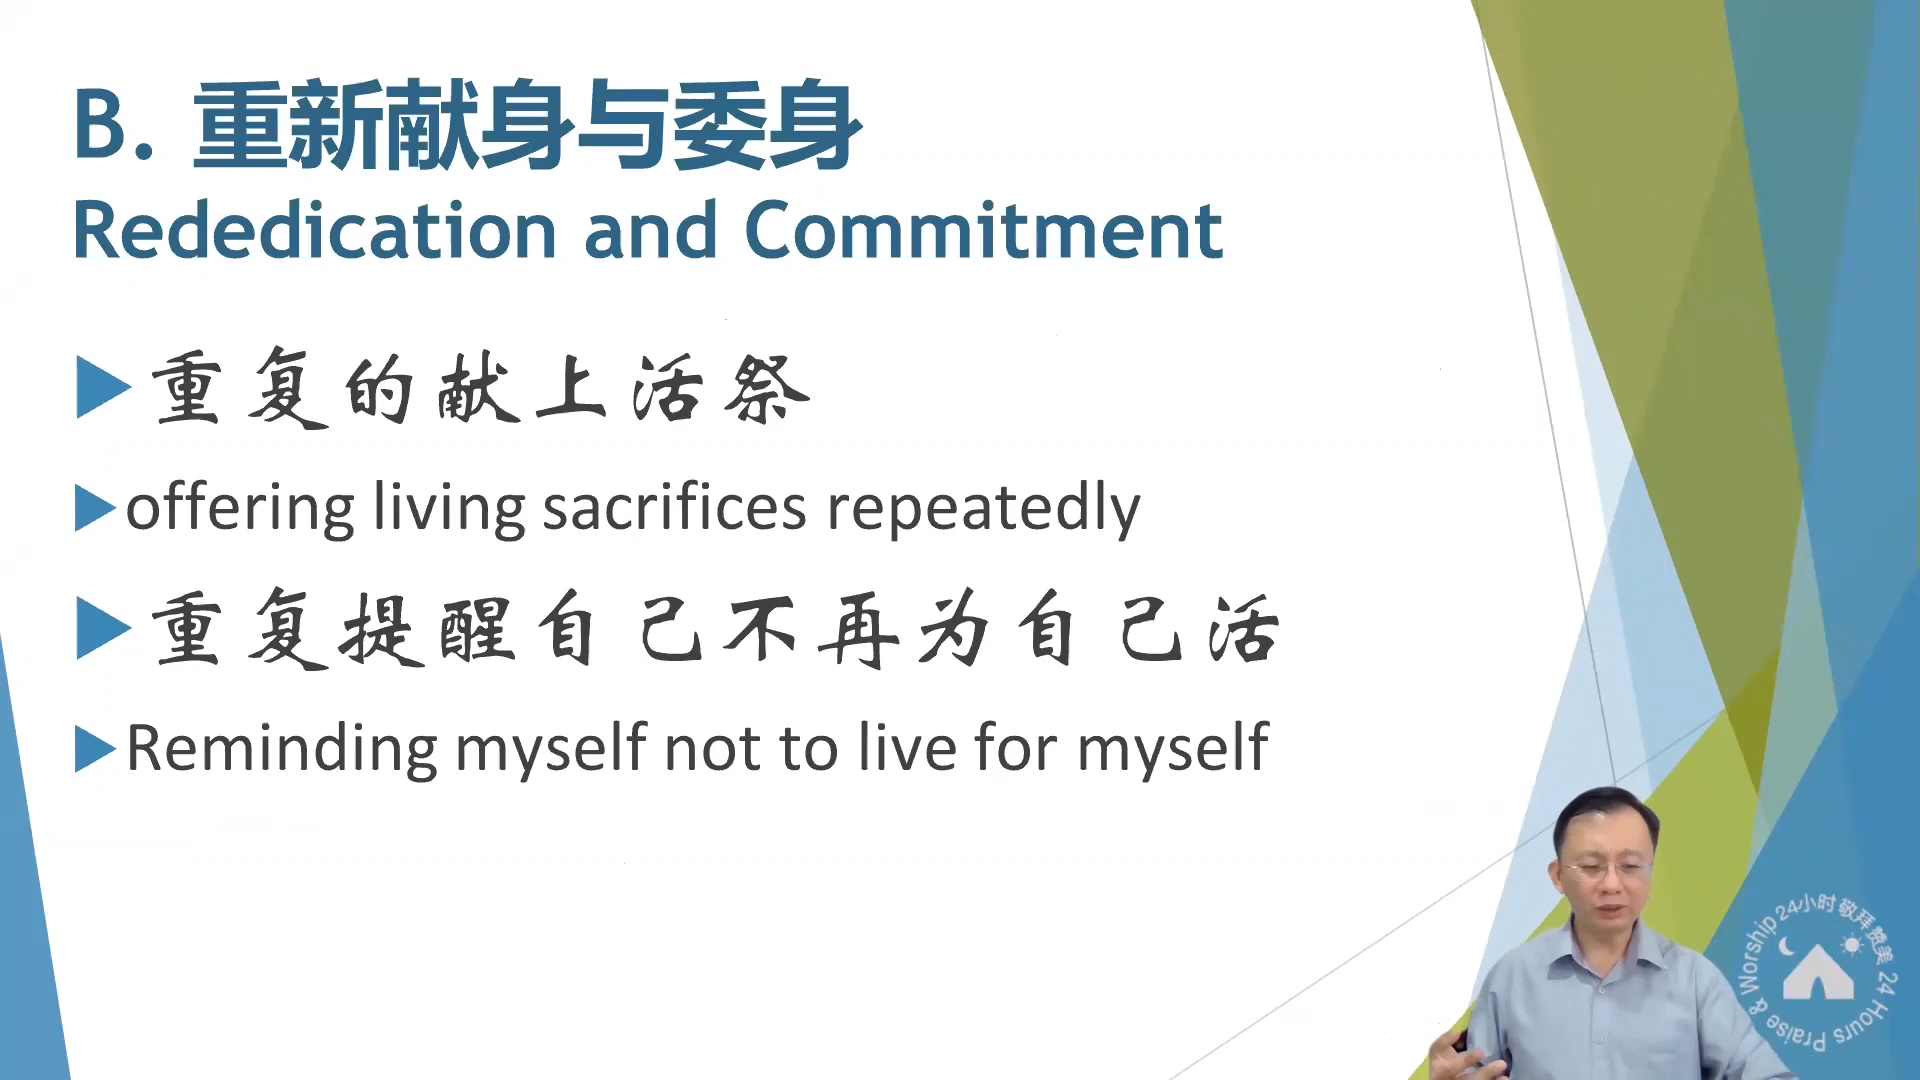 B. 重新献身与委身
Rededication and Commitment
重复的献上活祭
offering living sacrifices repeatedly
重复提醒自己不再为自己活
Reminding myself not to live for myself
24小时敬拜赞美 24 Hours Praise & Worship